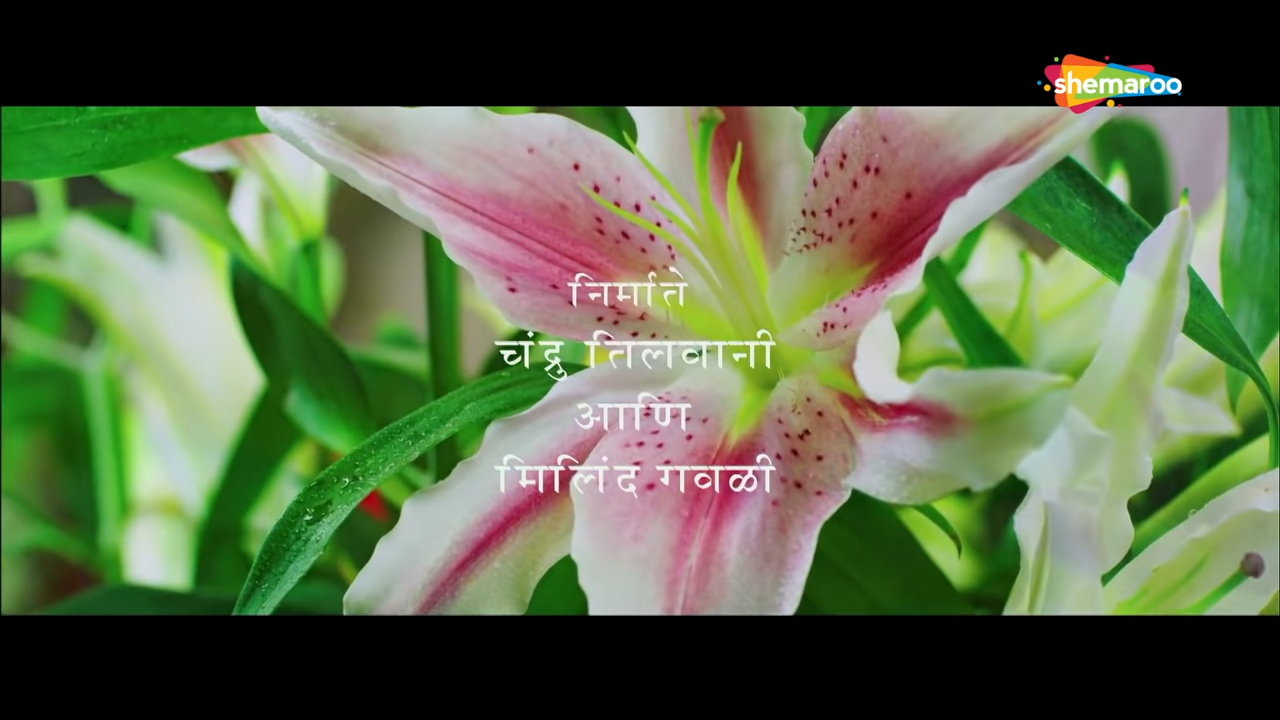 shemaroo
निर्माते
चंद्रु तिलवानी
आणि
मिलिंद गवळी